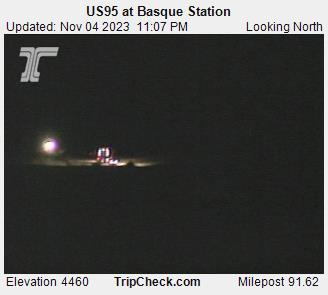 US95 at Basque Station
Updated: Nov 04 2023 11:07 PM Looking North
Elevation 4460 TripCheck.com Milepost 91.62